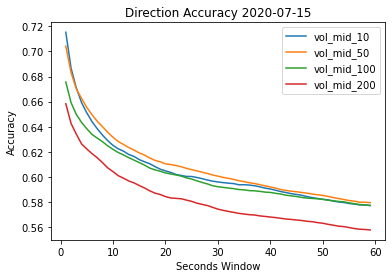 Direction Accuracy 2020-07-15
vol_mid_10
vol_mid_50
vol_mid_100
vol_mid_200
Accuracy
0.72
0.70
0.68
0.66
0.64
0.62
0.60
0.58
0.56
0 10 20 30 40 50 60
Seconds Window